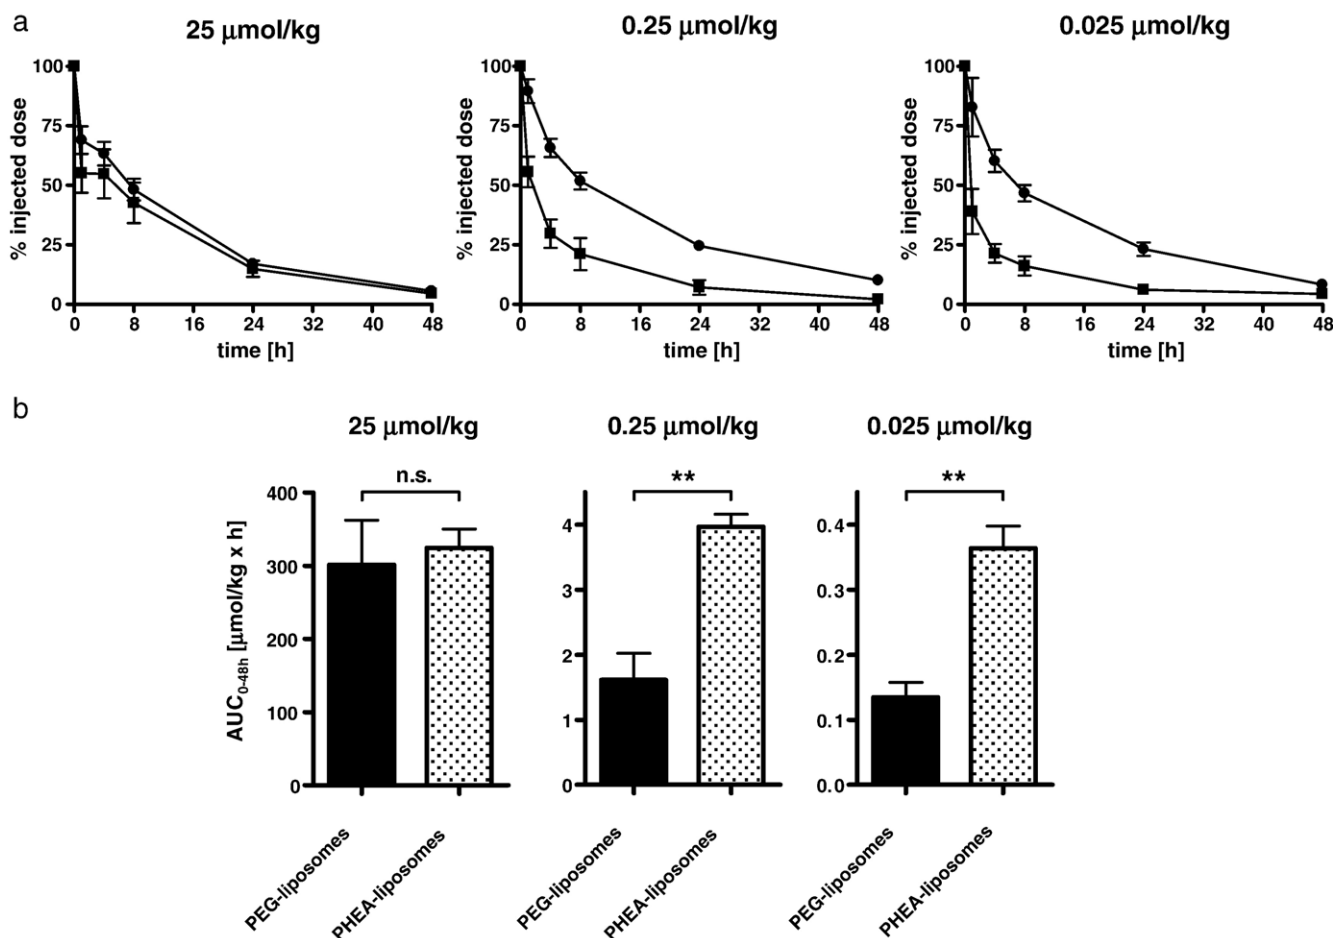 a
25 μmol/kg
0.25 μmol/kg
0.025 μmol/kg
% injected dose
100
75
50
25
0
0 8 16 24 32 40 48
time [h]
% injected dose
100
75
50
25
0
0 8 16 24 32 40 48
time [h]
% injected dose
100
75
50
25
0
0 8 16 24 32 40 48
time [h]
b
25 μmol/kg
0.25 μmol/kg
0.025 μmol/kg
n.s.
**
**
AUC0-48h [μmol/kg x h]
400
300
200
100
0
4
3
2
1
0
0.4
0.3
0.2
0.1
0.0
PEG-liposomes
PHEA-liposomes
PEG-liposomes
PHEA-liposomes
PEG-liposomes
PHEA-liposomes